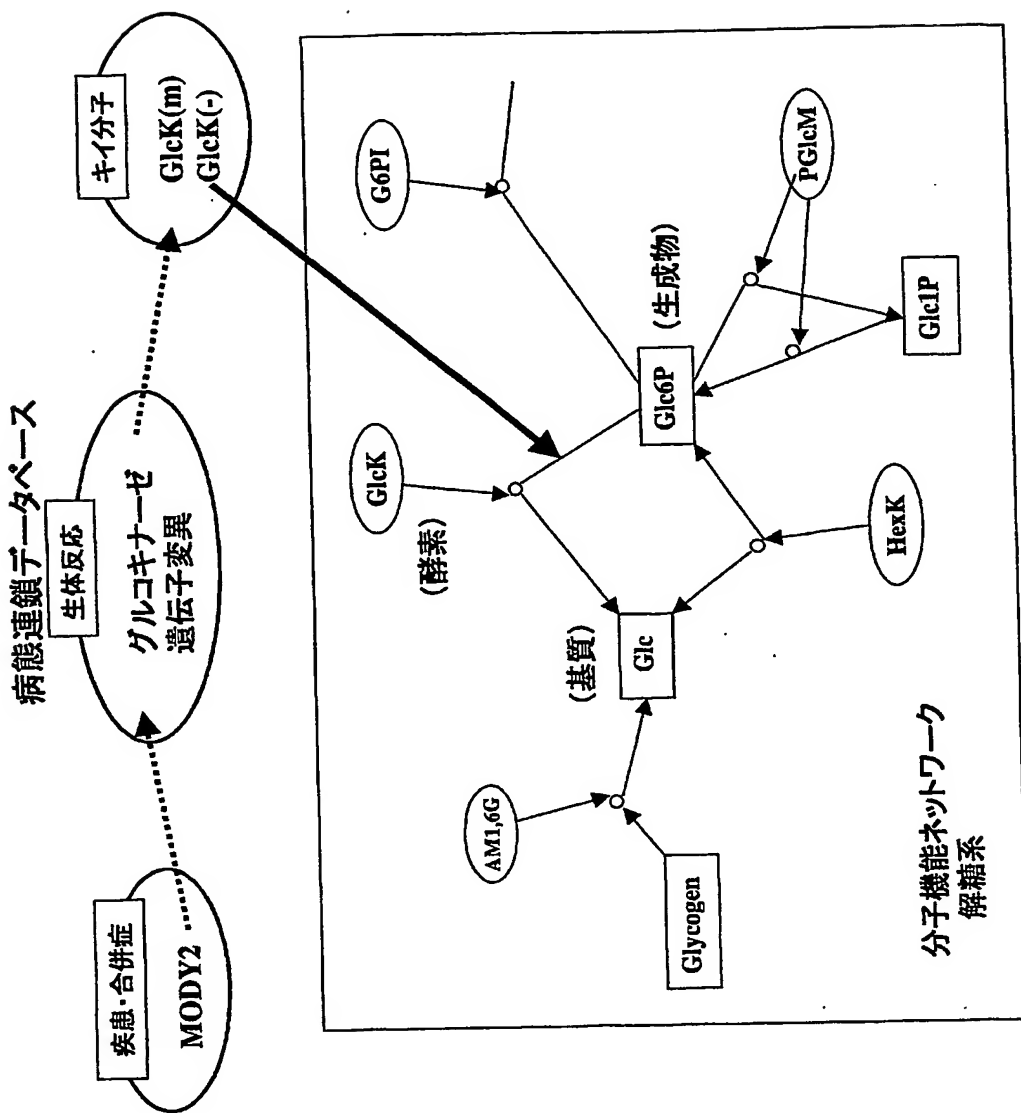 病態連鎖データベース
疾患・合併症
MODY2
生体反応
グルコキナーゼ
遺伝子変異
キイ分子
GlcK(m)
GlcK(-)
AM1,6G
Glycogen
(基質)
Glc
(酵素)
GlcK
HexK
Glc6P
(生成物)
G6PI
PGlcM
Glc1P
分子機能ネットワーク
解糖系